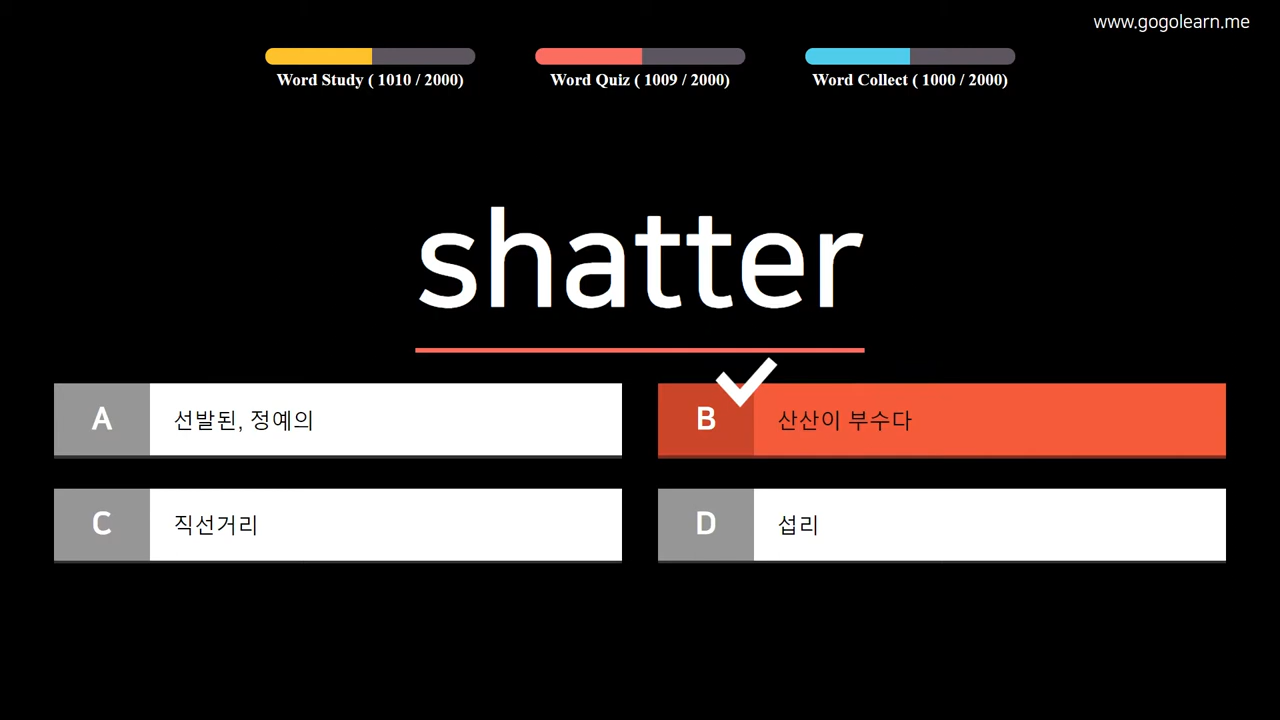 www.gogolearn.me
Word Study ( 1010 / 2000)
Word Quiz ( 1009 / 2000)
Word Collect ( 1000 / 2000)
shatter
A 선발된, 정예의
B 산산이 부수다
C 직선거리
D 섭리